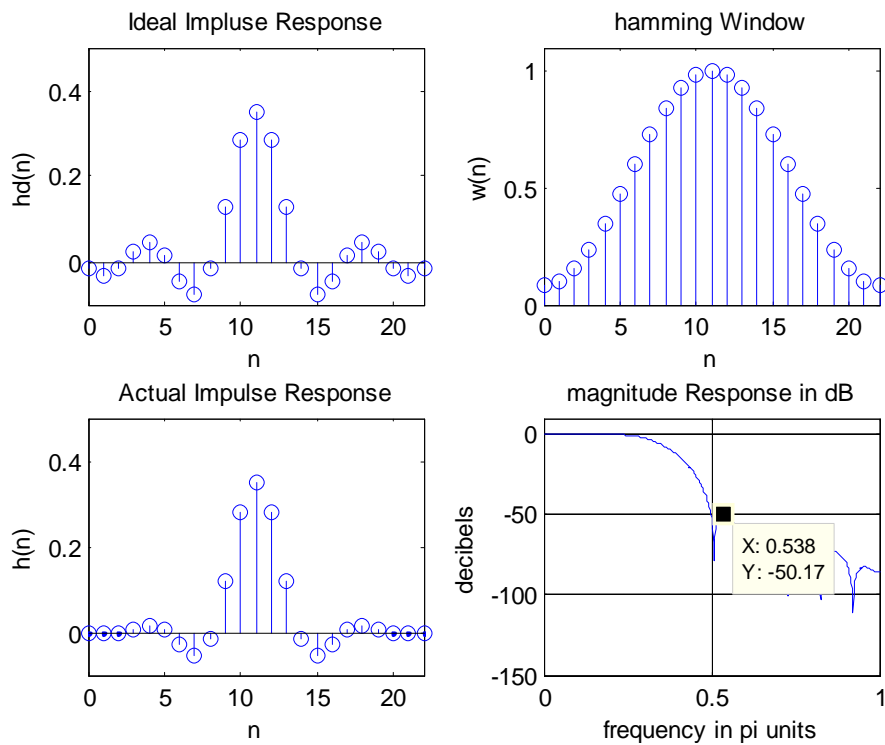 Ideal Impluse Response
hd(n)
0.4
0.2
0
0 5 10 15 20
n
hamming Window
w(n)
1
0.5
0
0 5 10 15 20
n
Actual Impulse Response
h(n)
0.4
0.2
0
0 5 10 15 20
n
magnitude Response in dB
decibels
0
-50
-100
-150
X: 0.538
Y: -50.17
0 0.5 1
frequency in pi units